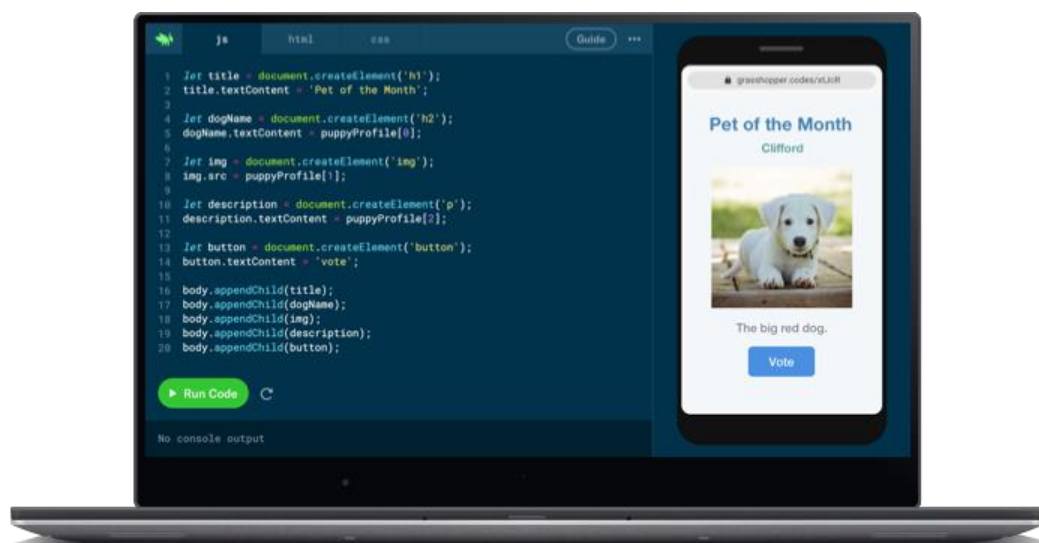 js html css Guide ...
1 let title = document.createElement('h1');
2 title.textContent = 'Pet of the Month';
3
4 let dogName = document.createElement('h2');
5 dogName.textContent = puppyProfile[0];
6
7 let img = document.createElement('img');
8 img.src = puppyProfile[1];
9
10 let description = document.createElement('p');
11 description.textContent = puppyProfile[2];
12
13 let button = document.createElement('button');
14 button.textContent = 'vote';
15
16 body.appendChild(title);
17 body.appendChild(dogName);
18 body.appendChild(img);
19 body.appendChild(description);
20 body.appendChild(button);
Run Code
No console output
Pet of the Month
Clifford
The big red dog.
Vote